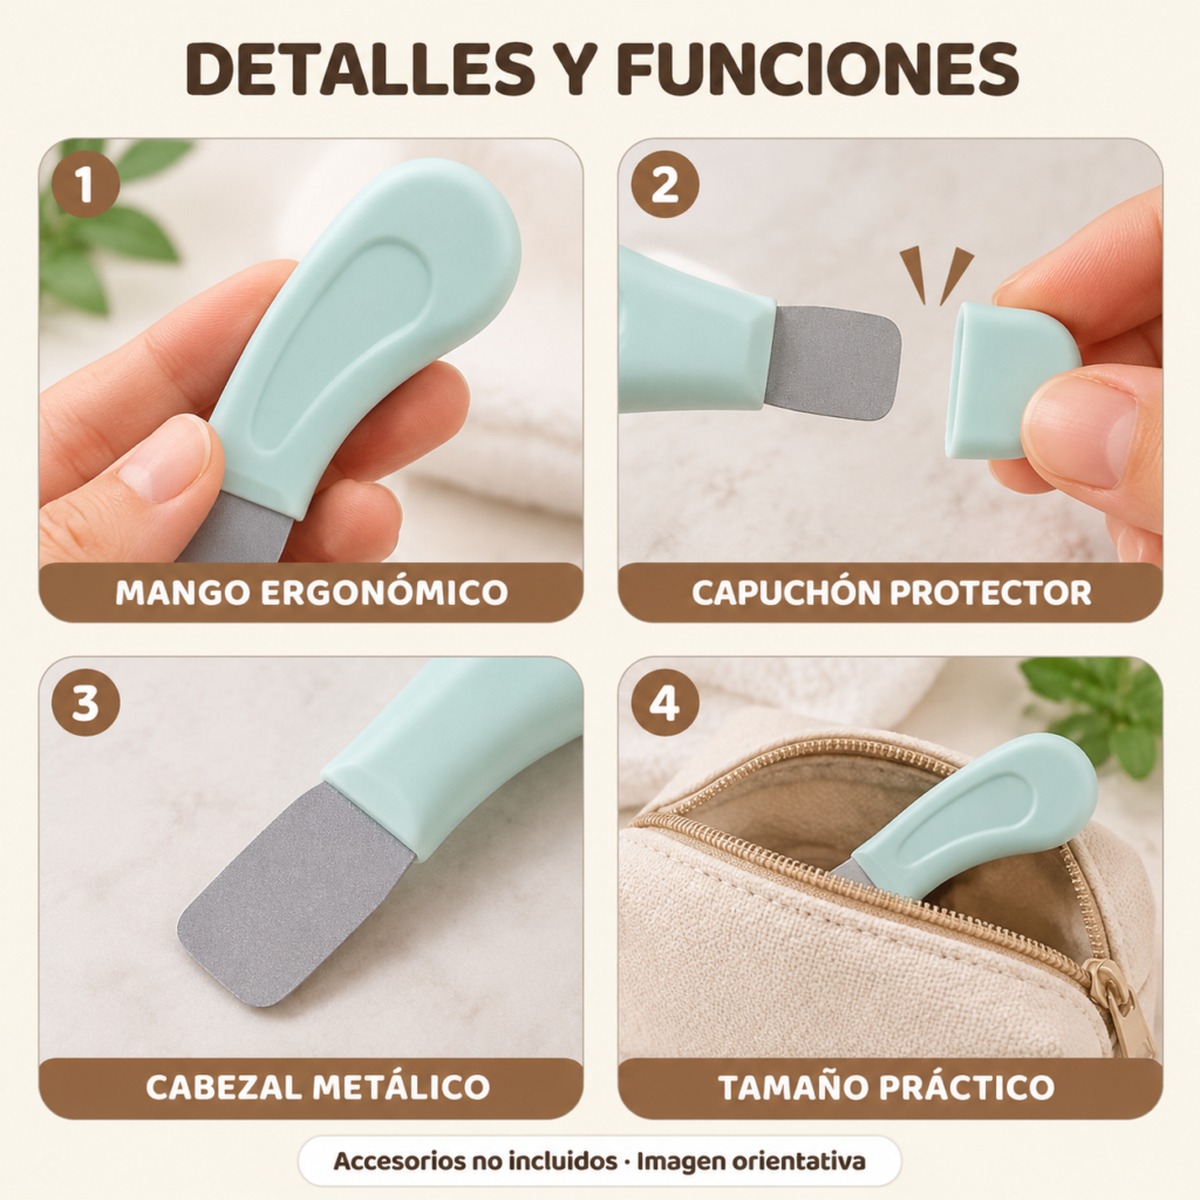 DETALLES Y FUNCIONES
1
2
MANGO ERGONÓMICO
CAPUCHÓN PROTECTOR
3
4
CABEZAL METÁLICO
TAMAÑO PRÁCTICO
Accesorios no incluidos · Imagen orientativa